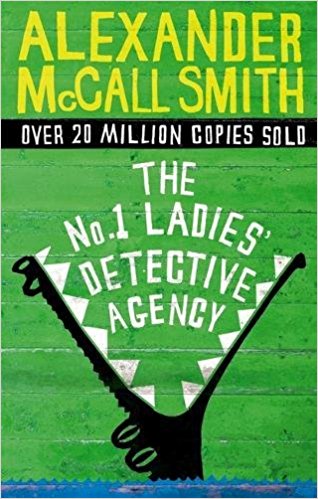 ALEXANDER
McCALL SMITH
OVER 20 MILLION COPIES SOLD
THE
No.1 LADIES'
DETECTIVE
AGENCY